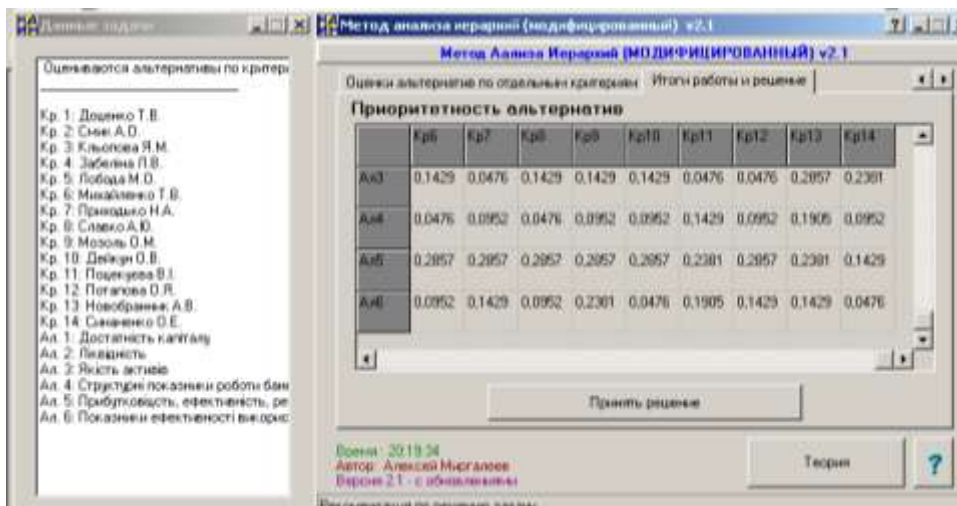 Данные задачи
Оцениваются альтернативы по критери
Кр. 1: Доценко Т.В.
Кр. 2: А.О.
Кр. 3: Я.М.
Кр. 4: Забелина Л.В.
Кр. 5: Лобода М.О.
Кр. 6: Михайленко Т.В.
Кр. 7: Приходько Н.А.
Кр. 8: Славко А.Ю.
Кр. 9: Мозоль О.М.
Кр. 10: О.В.
Кр. 11: В.І.
Кр. 12: Потапова О.Я.
Кр. 13: А.В.
Кр. 14: О.Е.
Ал. 1: Достатність капіталу
Ал. 2: Ліквідність
Ал. 3: Якість активів
Ал. 4: Структурні показники роботи бан
Ал. 5: Прибутковість, ефективність, ре
Ал. 6: Показники ефективності викорис
Метод анализа иерархий (модифицированный) v2.1
Метод Аализа Иерархий (МОДИФИЦИРОВАННЫЙ) v2.1
Оценки альтернатив по отдельным критериям Итоги работы и решение
Приоритетность альтернатив
Кр6 Кр7 Кр8 Кр9 Кр10 Кр11 Кр12 Кр13 Кр14
Ал3 0,1429 0,0476 0,1429 0,1429 0,1429 0,0476 0,0476 0,2857 0,2381
Ал4 0,0476 0,0952 0,0476 0,0952 0,0952 0,1429 0,0952 0,1905 0,0952
Ал5 0,2857 0,2857 0,2857 0,2857 0,2857 0,2381 0,2857 0,2381 0,1429
Ал6 0,0952 0,1429 0,0952 0,2381 0,0476 0,1905 0,1429 0,1429 0,0476
Принять решение
Время: 20:19:34
Автор: Алексей Миргалеев
Версия 2.1 - с обновлениями
Теория
?